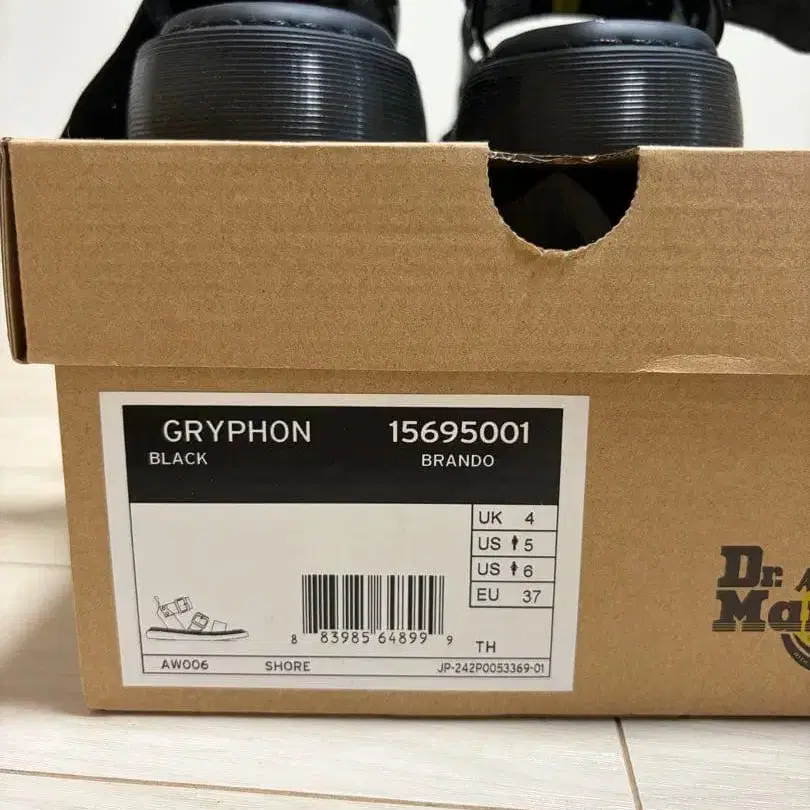 GRYPHON 15695001
BLACK BRANDO
UK 4
US 5
US 6
EU 37
8 83985 64899 9
TH
AW006 SHORE JP-242P0053369-01
Dr.